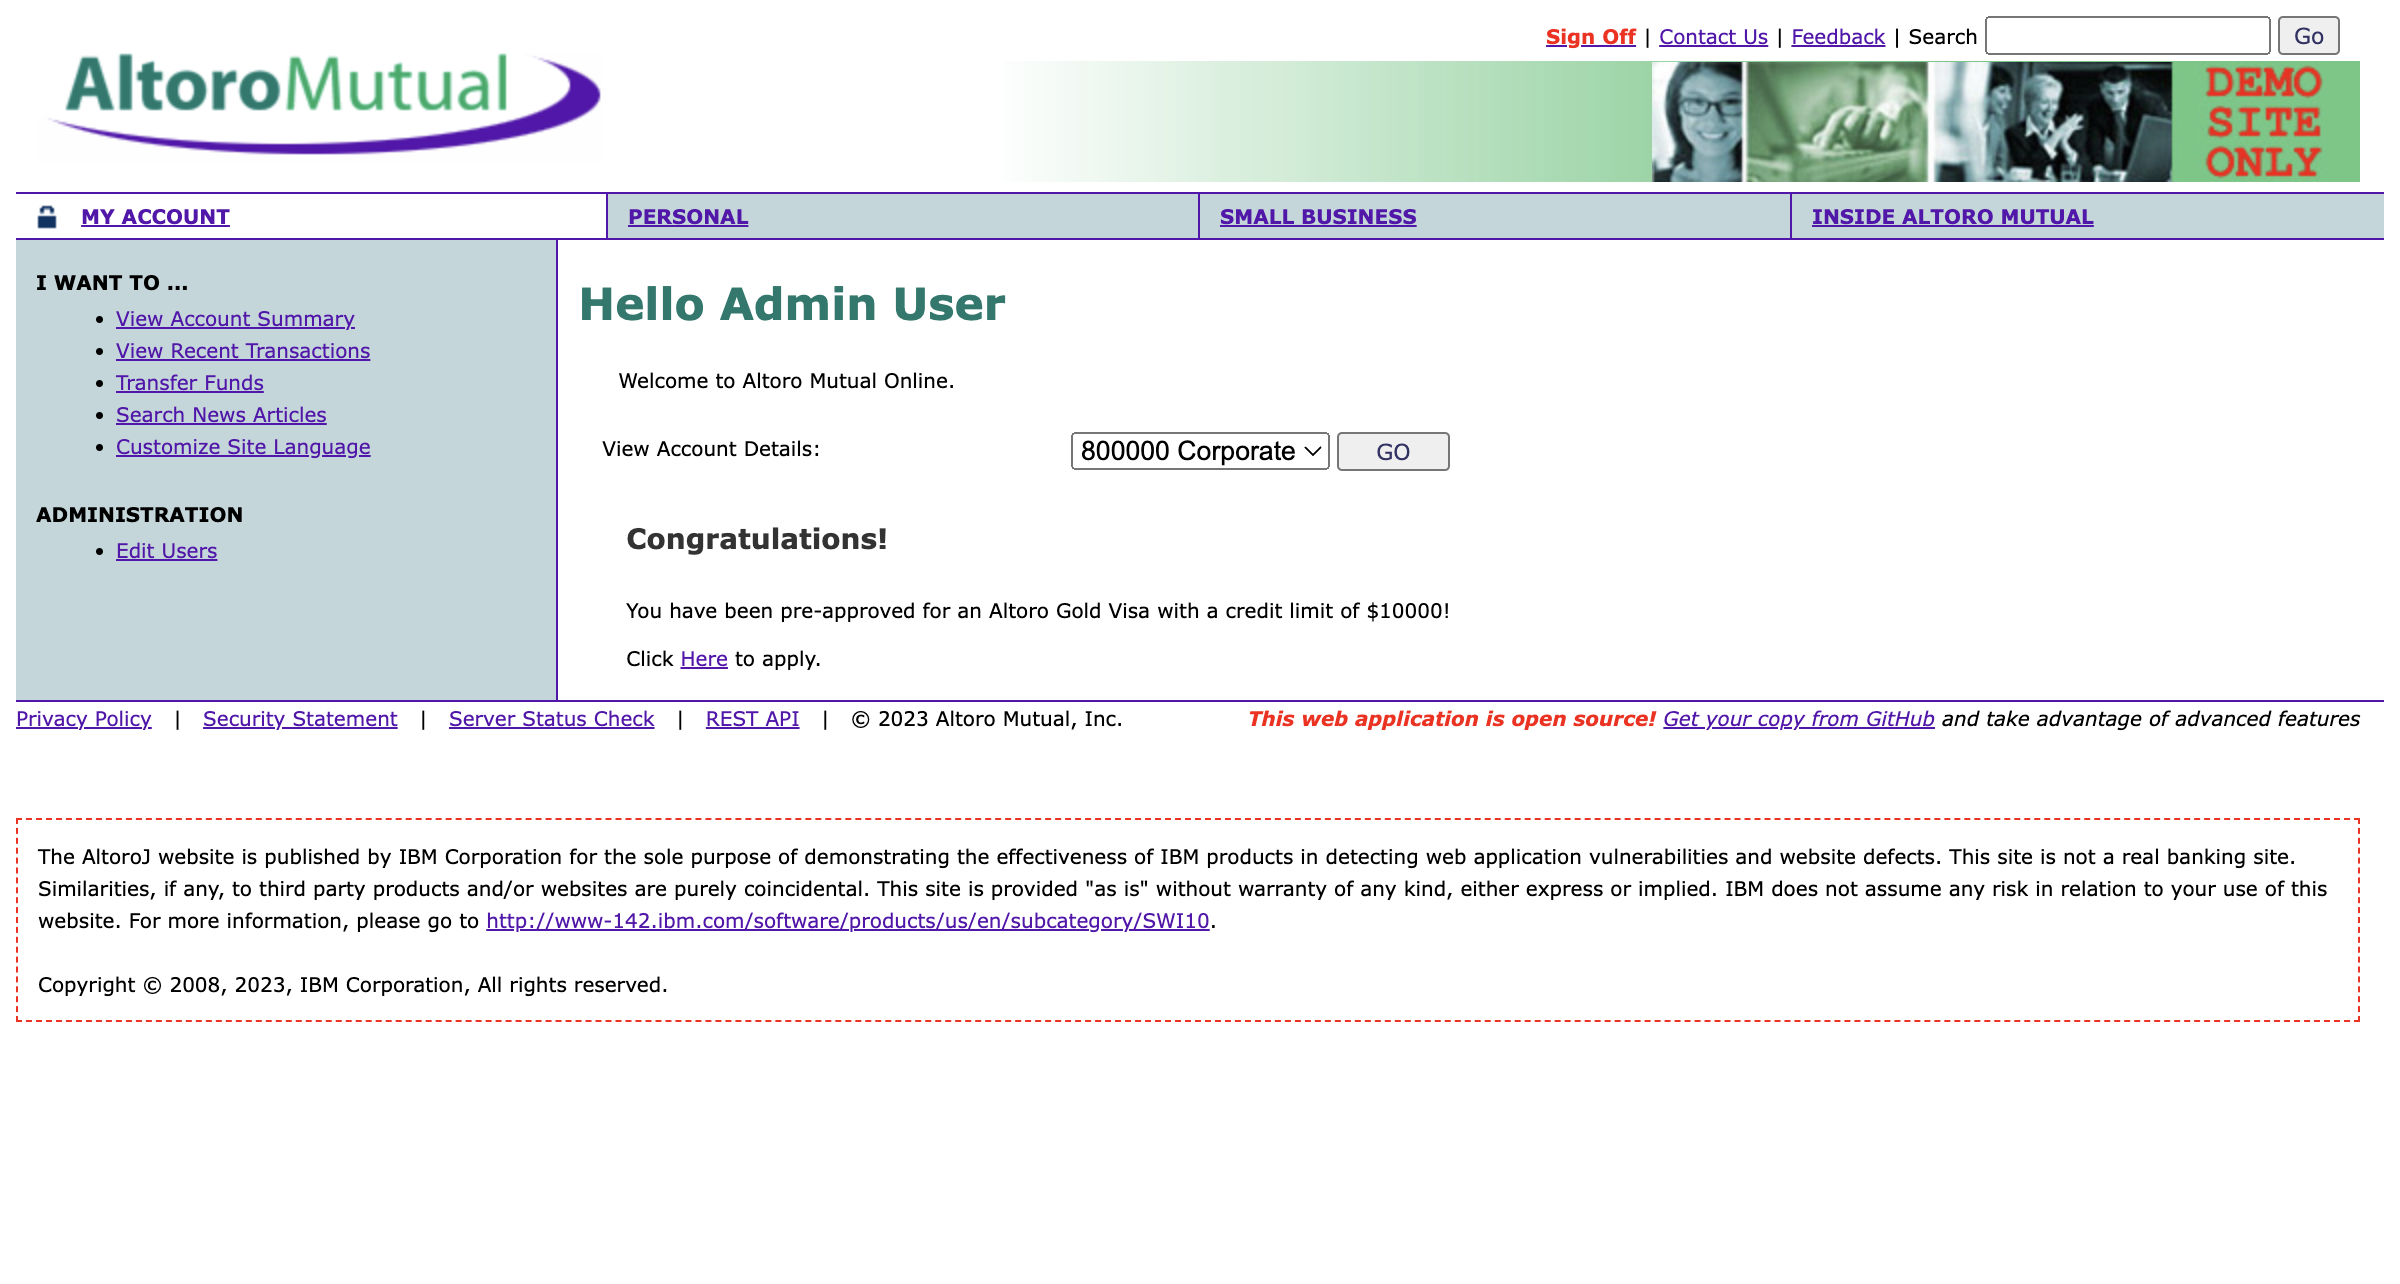 Sign Off | Contact Us | Feedback | Search Go
AltoroMutual
DEMO
SITE
ONLY
MY ACCOUNT
PERSONAL
SMALL BUSINESS
INSIDE ALTORO MUTUAL
I WANT TO ...
View Account Summary
View Recent Transactions
Transfer Funds
Search News Articles
Customize Site Language
ADMINISTRATION
Edit Users
Hello Admin User
Welcome to Altoro Mutual Online.
View Account Details: 800000 Corporate GO
Congratulations!
You have been pre-approved for an Altoro Gold Visa with a credit limit of $10000!
Click Here to apply.
Privacy Policy | Security Statement | Server Status Check | REST API | © 2023 Altoro Mutual, Inc.
This web application is open source! Get your copy from GitHub and take advantage of advanced features
The AltoroJ website is published by IBM Corporation for the sole purpose of demonstrating the effectiveness of IBM products in detecting web application vulnerabilities and website defects. This site is not a real banking site.
Similarities, if any, to third party products and/or websites are purely coincidental. This site is provided "as is" without warranty of any kind, either express or implied. IBM does not assume any risk in relation to your use of this
website. For more information, please go to http://www-142.ibm.com/software/products/us/en/subcategory/SWI10.
Copyright © 2008, 2023, IBM Corporation, All rights reserved.